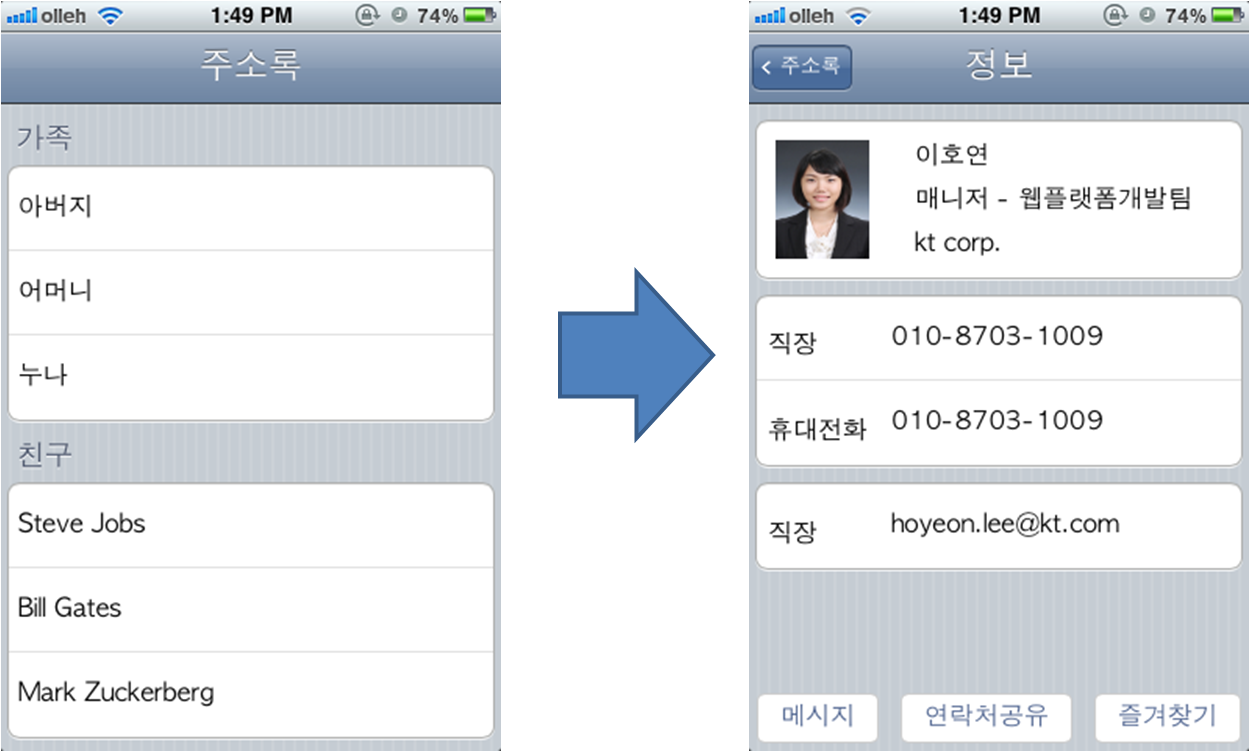 olleh 1:49 PM 74%
주소록
가족
아버지
어머니
누나
친구
Steve Jobs
Bill Gates
Mark Zuckerberg
olleh 1:49 PM 74%
주소록 정보
이호연
매니저 - 웹플랫폼개발팀
kt corp.
직장 010-8703-1009
휴대전화 010-8703-1009
직장 hoyeon.lee@kt.com
메시지 연락처공유 즐겨찾기